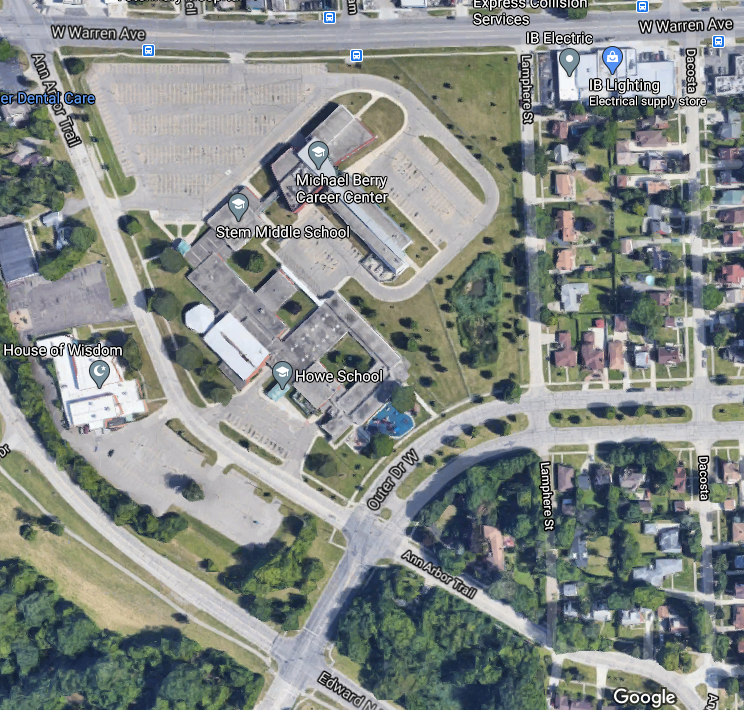 Express Collision
Services
W Warren Ave
W Warren Ave
IB Electric
Ann Arbor Trail
Lamphere St
Dacosta
IB Lighting
Electrical supply store
er Dental Care
Michael Berry
Career Center
Stem Middle School
House of Wisdom
Howe School
Outer Dr W
Dr
Lamphere St
Dacosta
Ann Arbor Trail
Edward N
Google